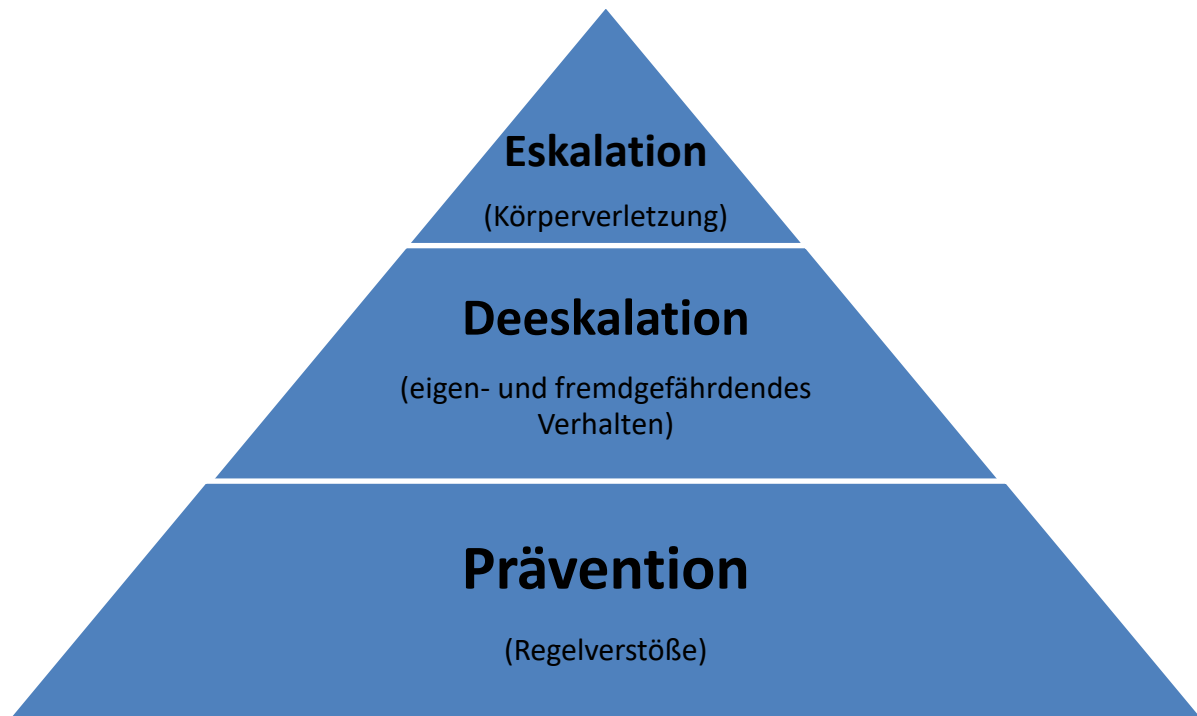 Eskalation
(Körperverletzung)
Deeskalation
(eigen- und fremdgefährdendes
Verhalten)
Prävention
(Regelverstöße)